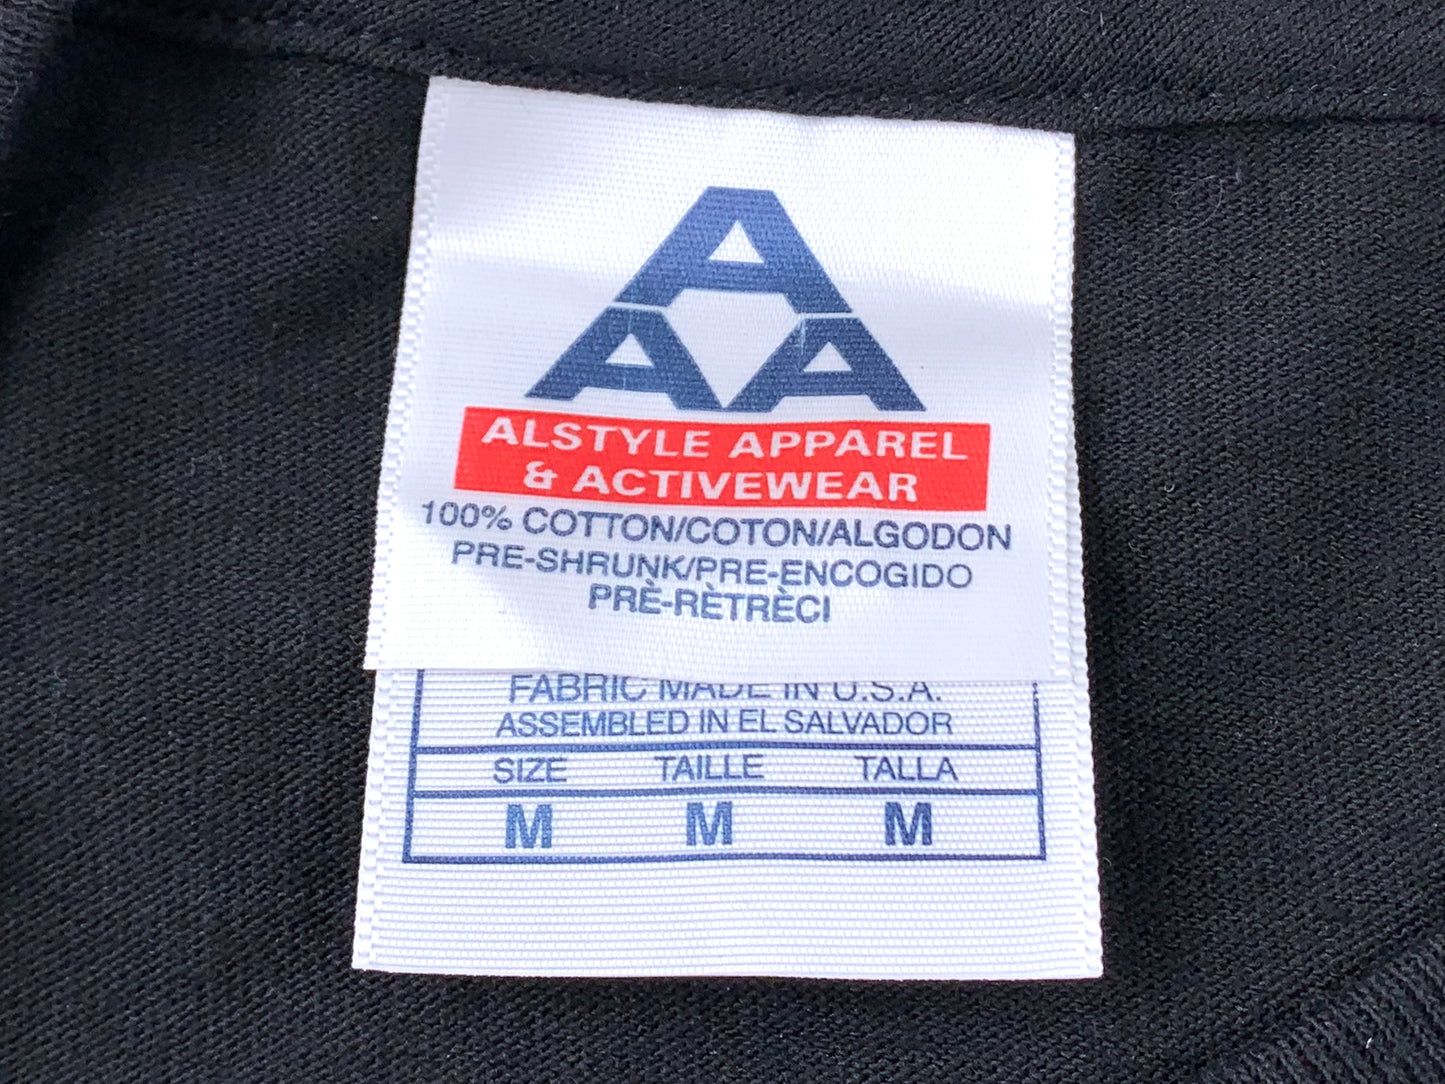 A
A A
ALSTYLE APPAREL
& ACTIVEWEAR
100% COTTON/COTON/ALGODON
PRE-SHRUNK/PRE-ENCOGIDO
PRÈ-RÈTRÈCI
FABRIC MADE IN U.S.A.
ASSEMBLED IN EL SALVADOR
SIZE TAILLE TALLA
M M M